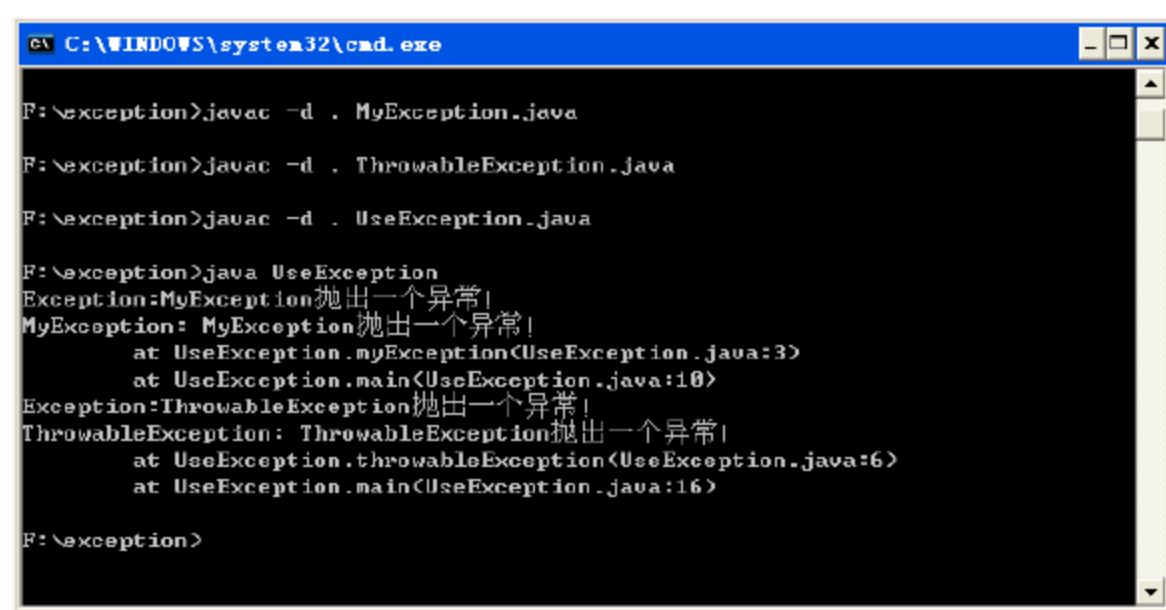 C:\WINDOWS\system32\cmd.exe
F:\exception>javac -d . MyException.java
F:\exception>javac -d . ThrowableException.java
F:\exception>javac -d . UseException.java
F:\exception>java UseException
Exception:MyException抛出一个异常!
MyException: MyException抛出一个异常!
at UseException.myException(UseException.java:3)
at UseException.main(UseException.java:10)
Exception:ThrowableException抛出一个异常!
ThrowableException: ThrowableException抛出一个异常!
at UseException.throwableException(UseException.java:6)
at UseException.main(UseException.java:16)
F:\exception>